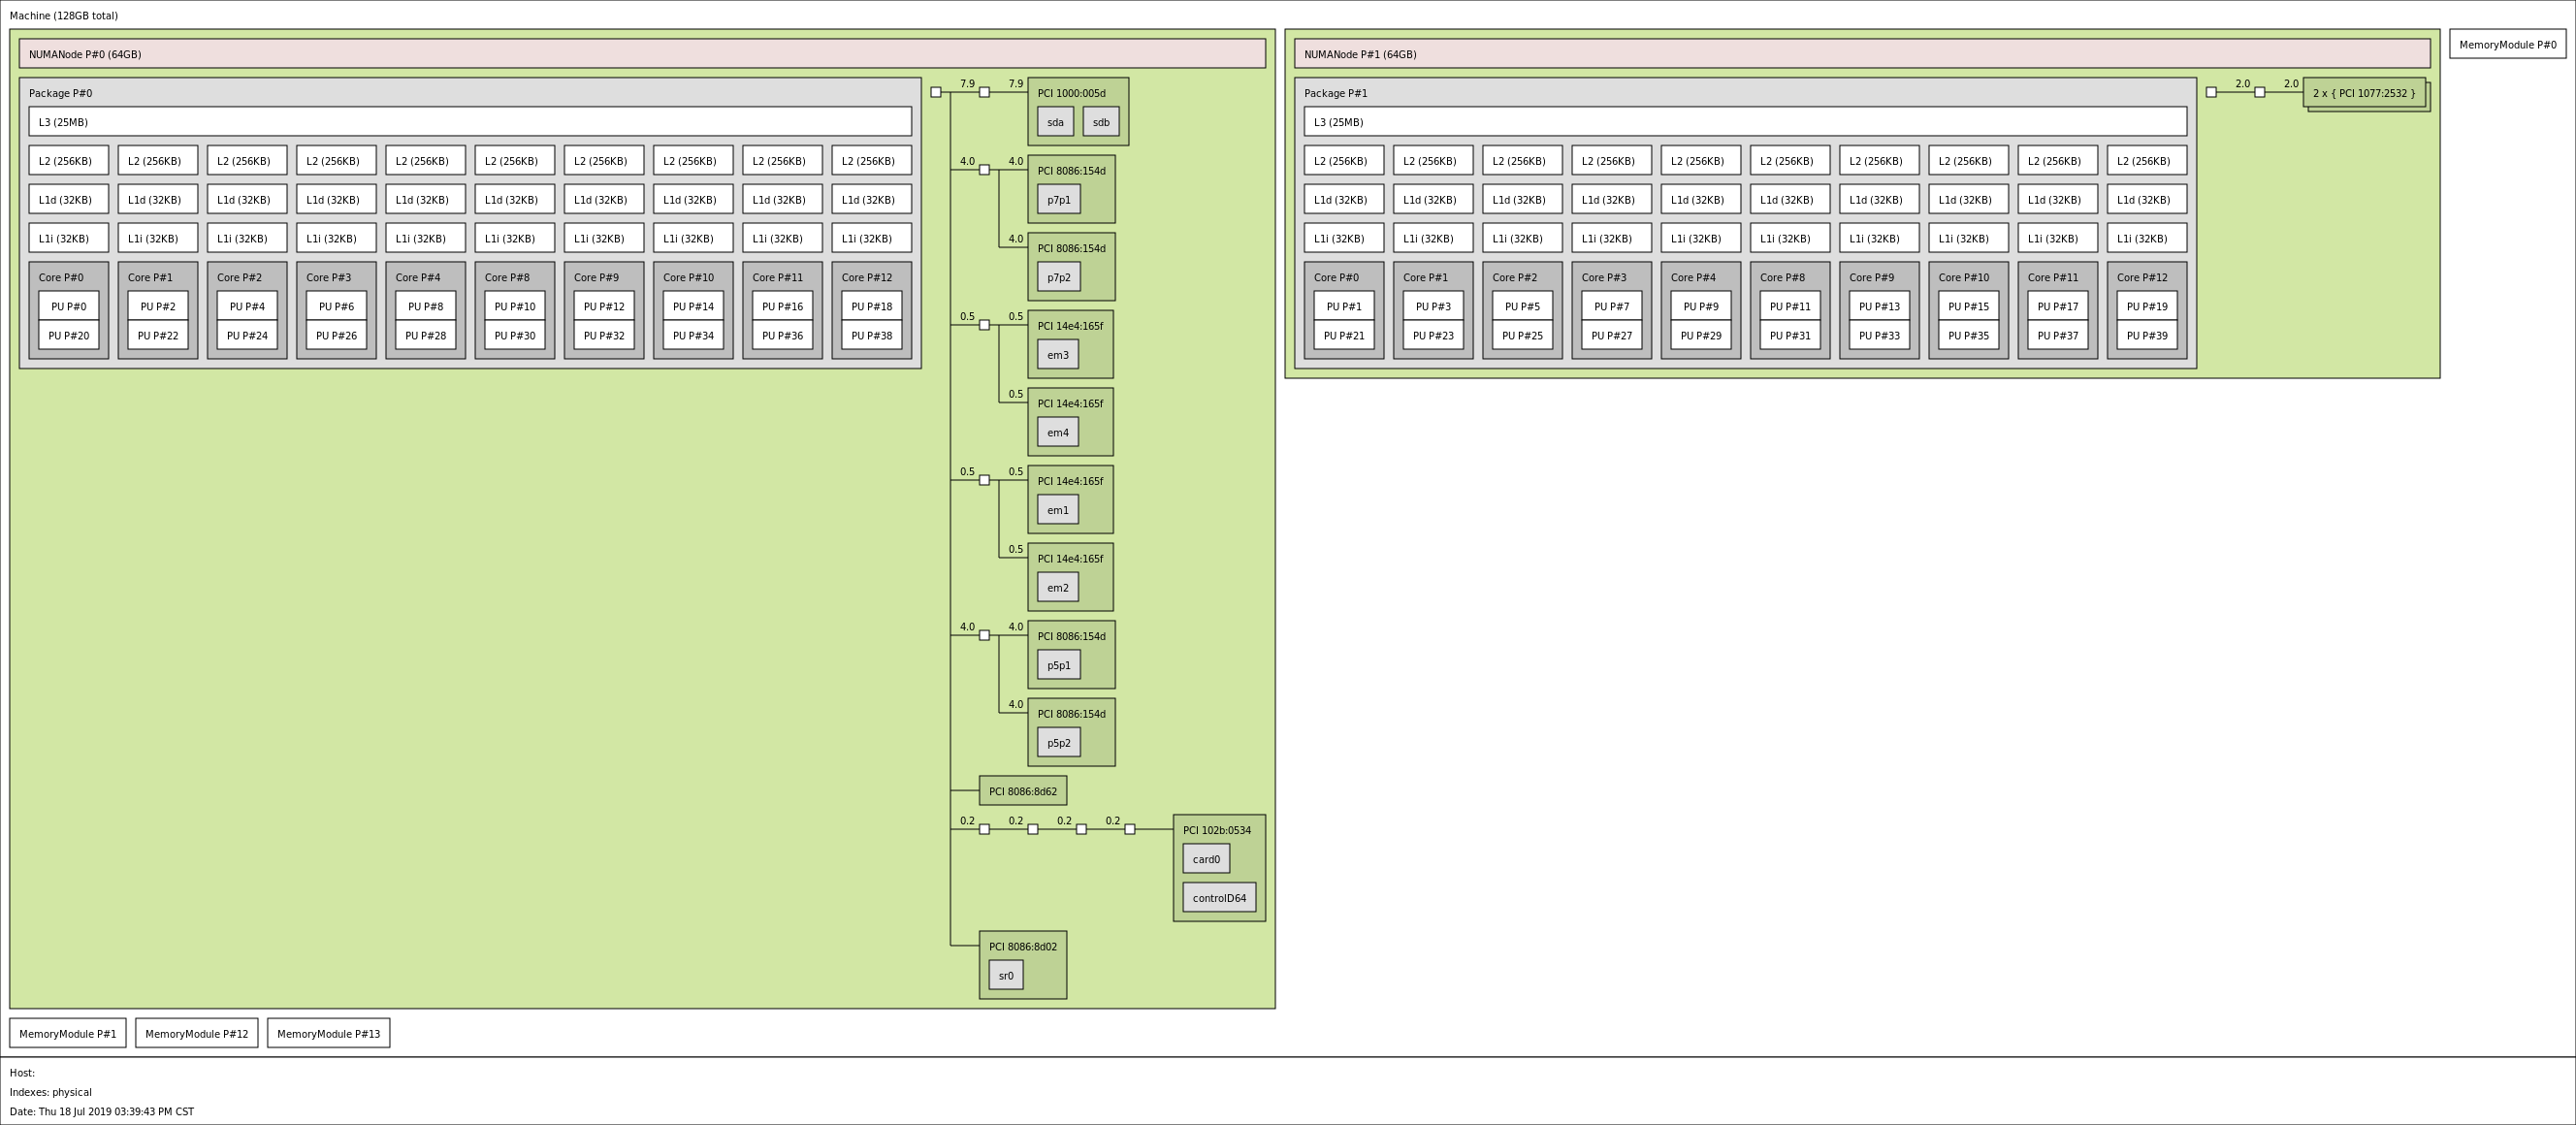 Machine (128GB total)
NUMANode P#0 (64GB)
Package P#0
L3 (25MB)
L2 (256KB) L2 (256KB) L2 (256KB) L2 (256KB) L2 (256KB) L2 (256KB) L2 (256KB) L2 (256KB) L2 (256KB) L2 (256KB)
L1d (32KB) L1d (32KB) L1d (32KB) L1d (32KB) L1d (32KB) L1d (32KB) L1d (32KB) L1d (32KB) L1d (32KB) L1d (32KB)
L1i (32KB) L1i (32KB) L1i (32KB) L1i (32KB) L1i (32KB) L1i (32KB) L1i (32KB) L1i (32KB) L1i (32KB) L1i (32KB)
Core P#0 Core P#1 Core P#2 Core P#3 Core P#4 Core P#8 Core P#9 Core P#10 Core P#11 Core P#12
PU P#0 PU P#2 PU P#4 PU P#6 PU P#8 PU P#10 PU P#12 PU P#14 PU P#16 PU P#18
PU P#20 PU P#22 PU P#24 PU P#26 PU P#28 PU P#30 PU P#32 PU P#34 PU P#36 PU P#38
7.9 7.9 PCI 1000:005d
sda sdb
4.0 4.0 PCI 8086:154d
p7p1
4.0 PCI 8086:154d
p7p2
0.5 0.5 PCI 14e4:165f
em3
0.5 PCI 14e4:165f
em4
0.5 0.5 PCI 14e4:165f
em1
0.5 PCI 14e4:165f
em2
4.0 4.0 PCI 8086:154d
p5p1
4.0 PCI 8086:154d
p5p2
PCI 8086:8d62
0.2 0.2 0.2 0.2 PCI 102b:0534
card0
controlD64
PCI 8086:8d02
sr0
NUMANode P#1 (64GB)
Package P#1
L3 (25MB)
L2 (256KB) L2 (256KB) L2 (256KB) L2 (256KB) L2 (256KB) L2 (256KB) L2 (256KB) L2 (256KB) L2 (256KB) L2 (256KB)
L1d (32KB) L1d (32KB) L1d (32KB) L1d (32KB) L1d (32KB) L1d (32KB) L1d (32KB) L1d (32KB) L1d (32KB) L1d (32KB)
L1i (32KB) L1i (32KB) L1i (32KB) L1i (32KB) L1i (32KB) L1i (32KB) L1i (32KB) L1i (32KB) L1i (32KB) L1i (32KB)
Core P#0 Core P#1 Core P#2 Core P#3 Core P#4 Core P#8 Core P#9 Core P#10 Core P#11 Core P#12
PU P#1 PU P#3 PU P#5 PU P#7 PU P#9 PU P#11 PU P#13 PU P#15 PU P#17 PU P#19
PU P#21 PU P#23 PU P#25 PU P#27 PU P#29 PU P#31 PU P#33 PU P#35 PU P#37 PU P#39
2.0 2.0 2 x { PCI 1077:2532 }
MemoryModule P#0
MemoryModule P#1 MemoryModule P#12 MemoryModule P#13
Host:
Indexes: physical
Date: Thu 18 Jul 2019 03:39:43 PM CST